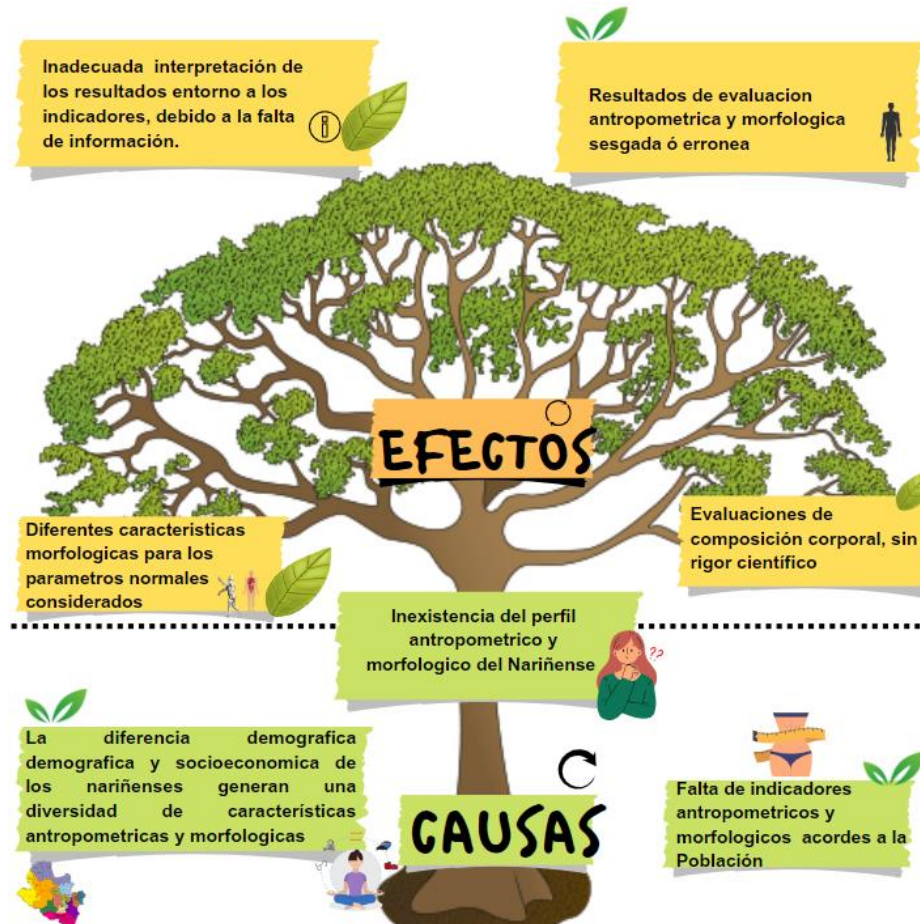 Inadecuada interpretación de
los resultados entorno a los
indicadores, debido a la falta
de información.
Resultados de evaluacion
antropometrica y morfologica
sesgada ó erronea
EFECTOS
Diferentes caracteristicas
morfologicas para los
parametros normales
considerados
Evaluaciones de
composición corporal, sin
rigor científico
Inexistencia del perfil
antropometrico y
morfologico del Nariñense
??
La diferencia demografica
demografica y socioeconomica de
los nariñenses generan una
diversidad de características
antropometricas y morfologicas
CAUSAS
Falta de indicadores
antropometricos y
morfologicos acordes a la
Población